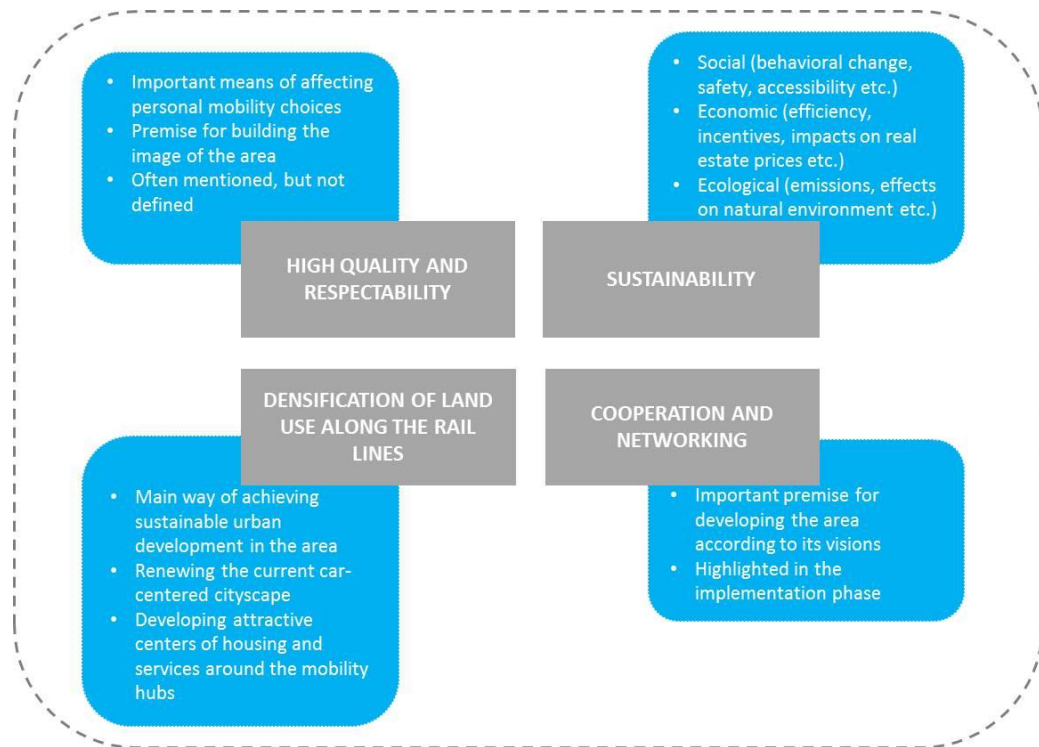 • Important means of affecting
personal mobility choices
• Premise for building the
image of the area
• Often mentioned, but not
defined
HIGH QUALITY AND
RESPECTABILITY
• Social (behavioral change,
safety, accessibility etc.)
• Economic (efficiency,
incentives, impacts on real
estate prices etc.)
• Ecological (emissions, effects
on natural environment etc.)
SUSTAINABILITY
DENSIFICATION OF LAND
USE ALONG THE RAIL
LINES
• Main way of achieving
sustainable urban
development in the area
• Renewing the current car-
centered cityscape
• Developing attractive
centers of housing and
services around the mobility
hubs
COOPERATION AND
NETWORKING
• Important premise for
developing the area
according to its visions
• Highlighted in the
implementation phase